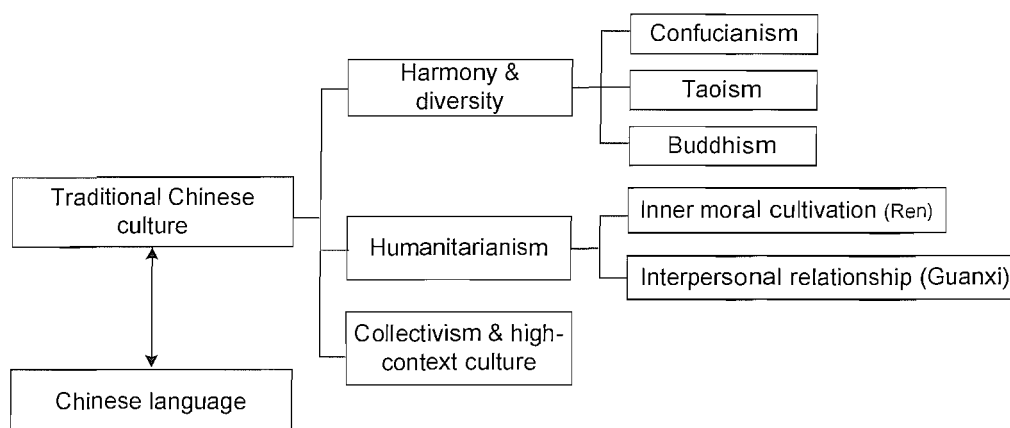 Confucianism
Harmony &
diversity
Taoism
Buddhism
Traditional Chinese
culture
Inner moral cultivation (Ren)
Humanitarianism
Interpersonal relationship (Guanxi)
Collectivism & high-
context culture
Chinese language